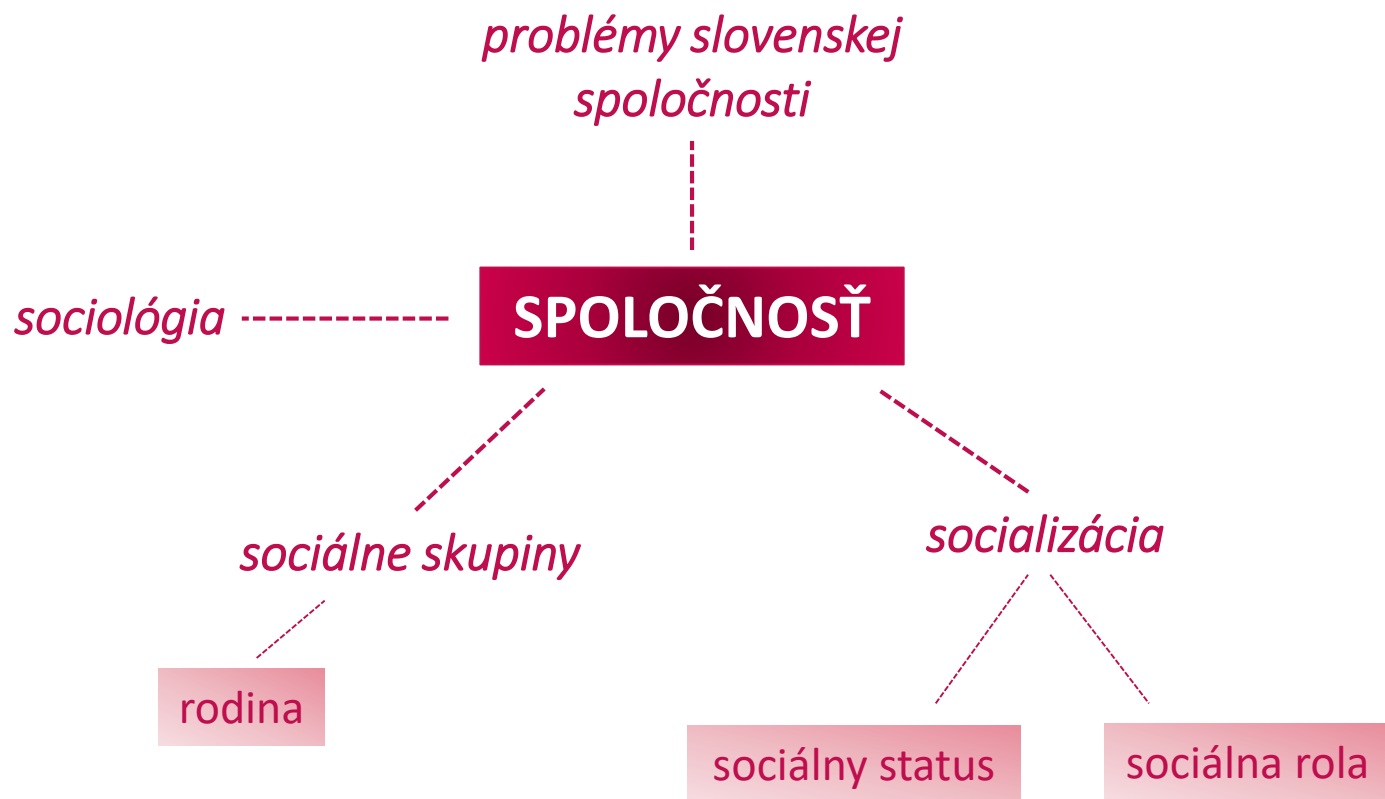 problémy slovenskej
spoločnosti
SPOLOČNOSŤ
sociológia
sociálne skupiny
socializácia
rodina
sociálny status
sociálna rola